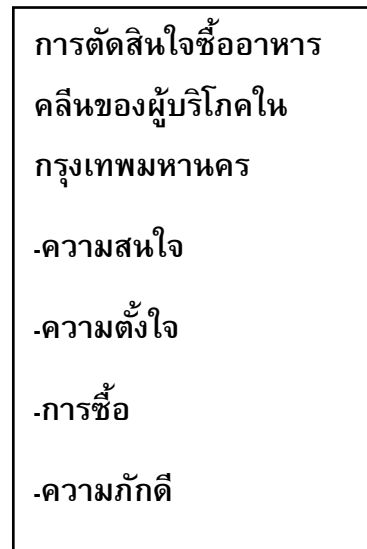 การตัดสินใจซื้ออาหาร
คลีนของผู้บริโภคใน
กรุงเทพมหานคร
-ความสนใจ
-ความตั้งใจ
-การซื้อ
-ความภักดี